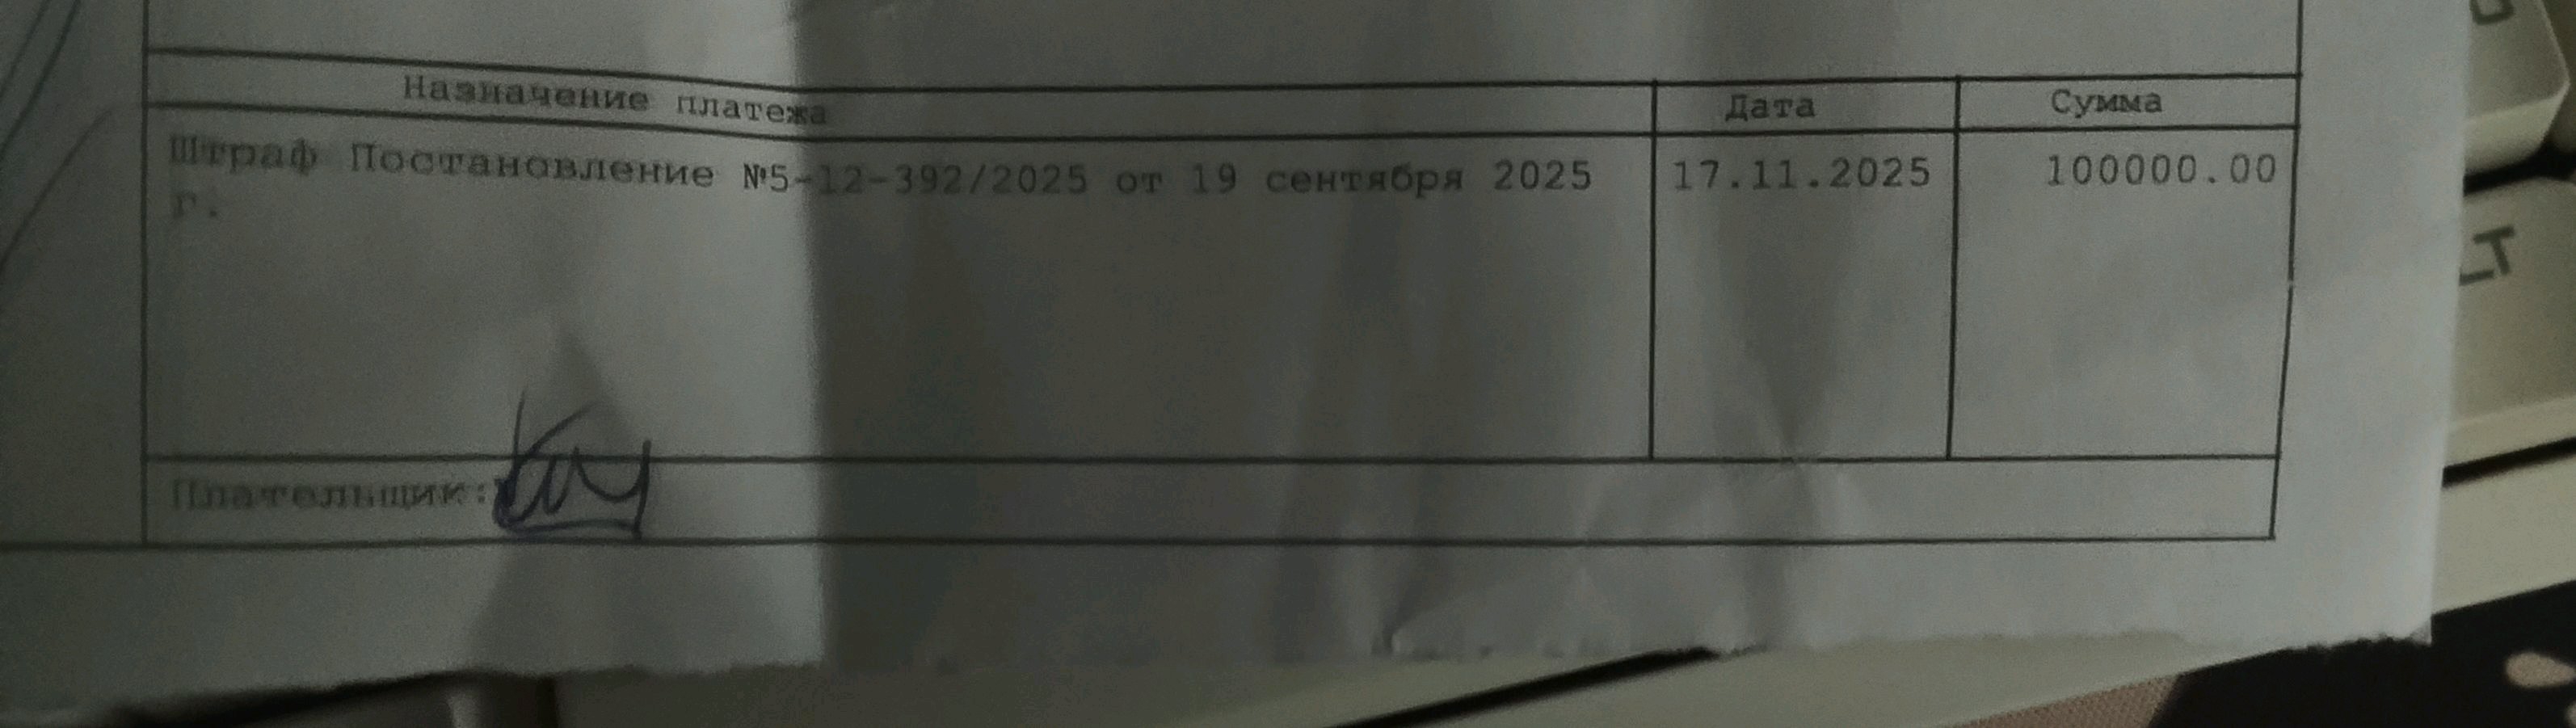 Назначение платежа Дата Сумма
Штраф Постановление №5-12-392/2025 от 19 сентября 2025 17.11.2025 100000.00
г.
Плательщик:
LT